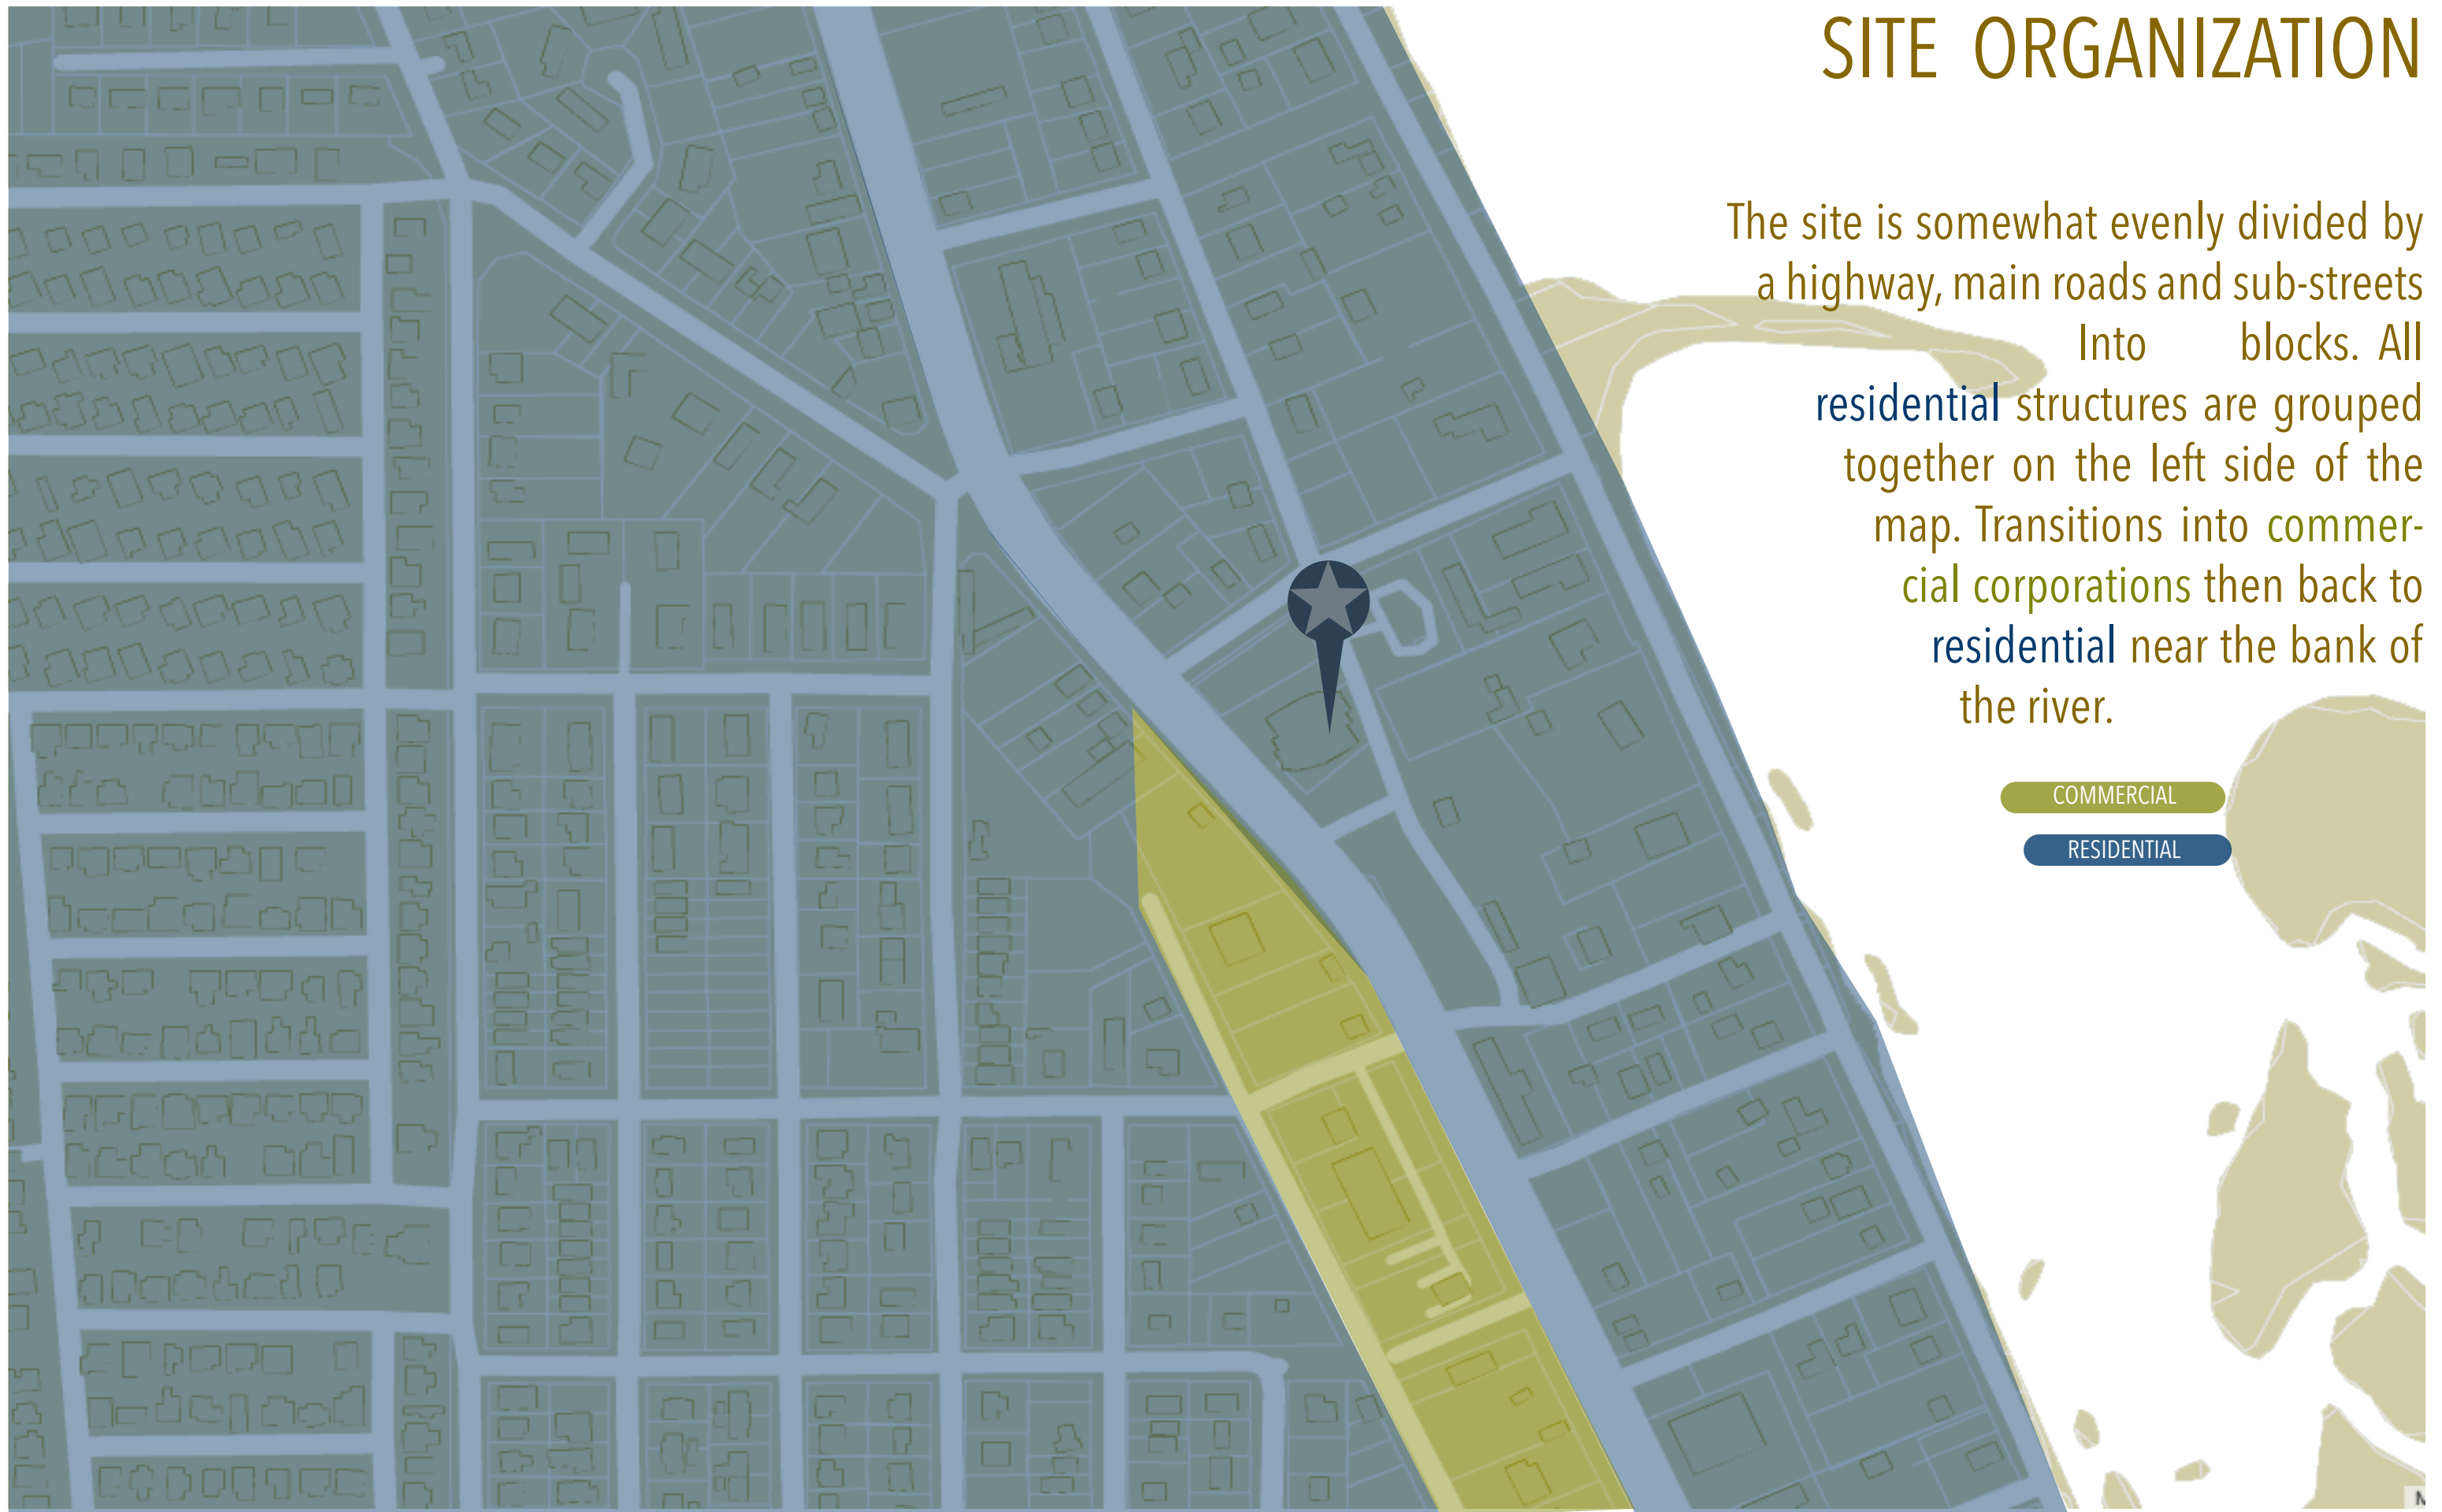 SITE ORGANIZATION
The site is somewhat evenly divided by
a highway, main roads and sub-streets
Into blocks. All
residential structures are grouped
together on the left side of the
map. Transitions into commer-
cial corporations then back to
residential near the bank of
the river.
COMMERCIAL
RESIDENTIAL